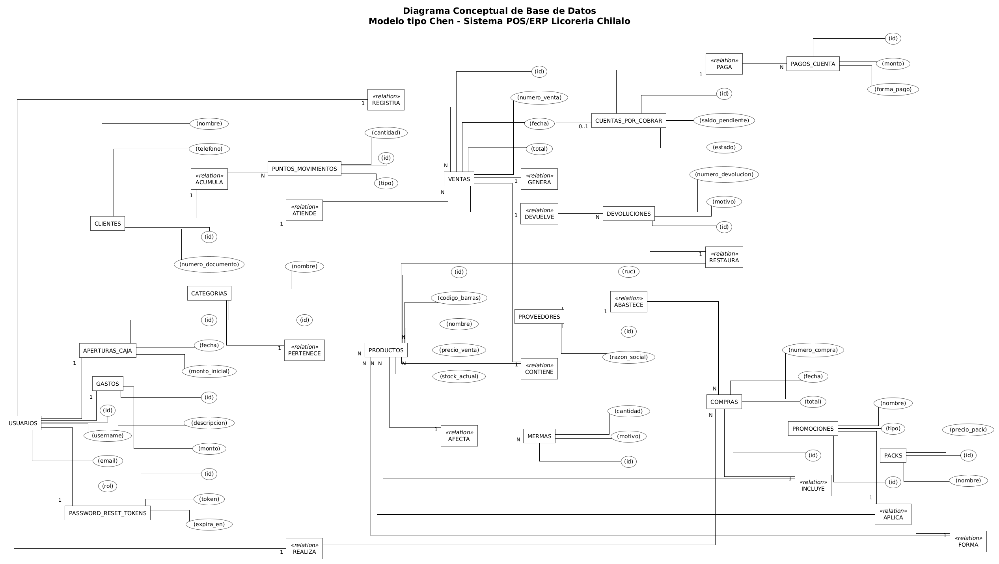 Diagrama Conceptual de Base de Datos
Modelo tipo Chen - Sistema POS/ERP Licoreria Chilalo
(id)
«relation»
PAGA
1
N
PAGOS_CUENTA
(monto)
(forma_pago)
(id)
(numero_venta)
(fecha)
(total)
«relation»
REGISTRA
1
(id)
CUENTAS_POR_COBRAR
0..1
(saldo_pendiente)
(estado)
(nombre)
(telefono)
(cantidad)
(id)
(tipo)
«relation»
ACUMULA
1
N
PUNTOS_MOVIMIENTOS
N
VENTAS
N
«relation»
GENERA
1
«relation»
ATIENDE
1
«relation»
DEVUELVE
1
N
DEVOLUCIONES
(numero_devolucion)
(motivo)
(id)
CLIENTES
(id)
(numero_documento)
«relation»
RESTAURA
1
CATEGORIAS
(nombre)
(id)
(id)
(codigo_barras)
(nombre)
(precio_venta)
(stock_actual)
(ruc)
PROVEEDORES
«relation»
ABASTECE
1
(id)
(razon_social)
APERTURAS_CAJA
(id)
(fecha)
(monto_inicial)
1
«relation»
PERTENECE
1
N
PRODUCTOS
N
N
N
N
N
«relation»
CONTIENE
1
GASTOS
1
(id)
(descripcion)
(monto)
USUARIOS
(id)
(username)
(email)
(rol)
1
PASSWORD_RESET_TOKENS
(id)
(token)
(expira_en)
«relation»
AFECTA
1
N
MERMAS
(cantidad)
(motivo)
(id)
N
COMPRAS
N
(numero_compra)
(fecha)
(total)
(id)
PROMOCIONES
(nombre)
(tipo)
(id)
PACKS
(precio_pack)
(id)
(nombre)
«relation»
INCLUYE
1
«relation»
APLICA
1
«relation»
FORMA
1
«relation»
REALIZA
1